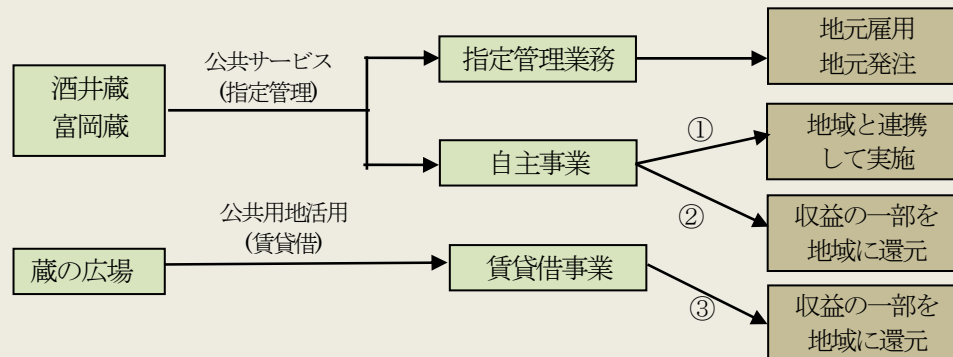 酒井蔵
富岡蔵
公共サービス
(指定管理)
指定管理業務
地元雇用
地元発注
自主事業
①
地域と連携
して実施
②
収益の一部を
地域に還元
蔵の広場
公共用地活用
(賃貸借)
賃貸借事業
③
収益の一部を
地域に還元